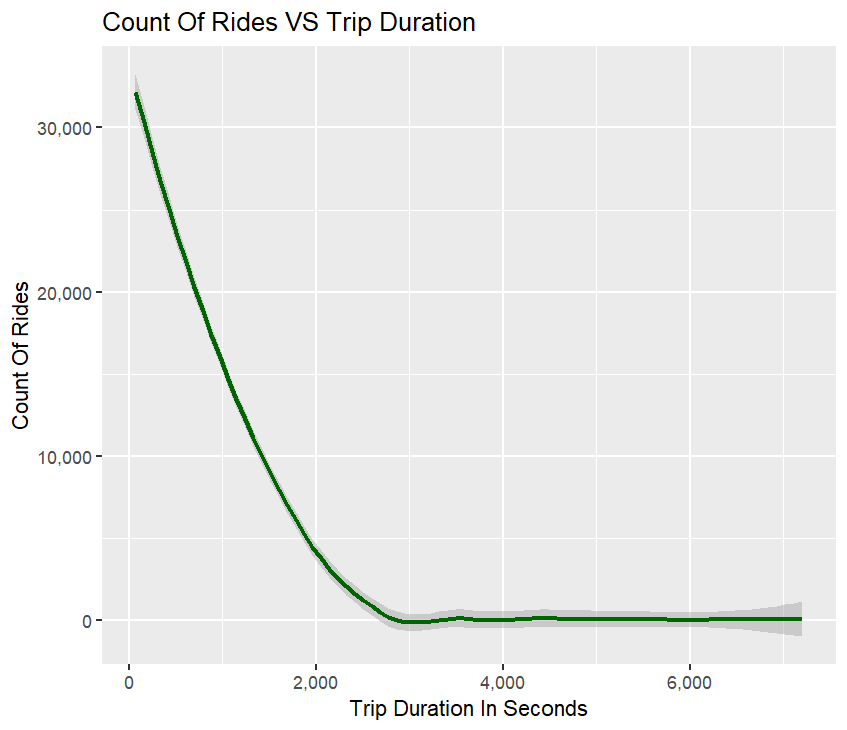 Count Of Rides VS Trip Duration
Count Of Rides
30,000
20,000
10,000
0
0
2,000
4,000
6,000
Trip Duration In Seconds